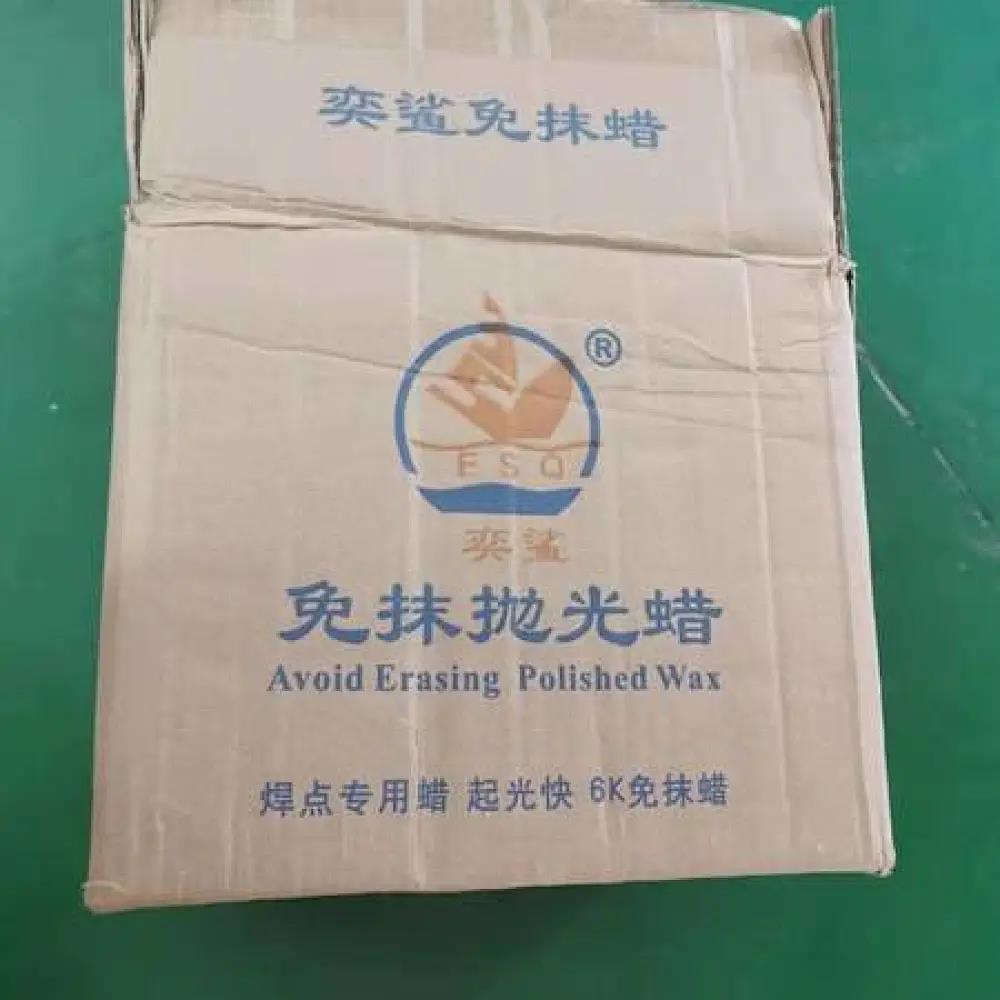 奕鲨免抹蜡
®
ESQ
奕鲨
免抹抛光蜡
Avoid Erasing Polished Wax
焊点专用蜡 起光快 6K免抹蜡